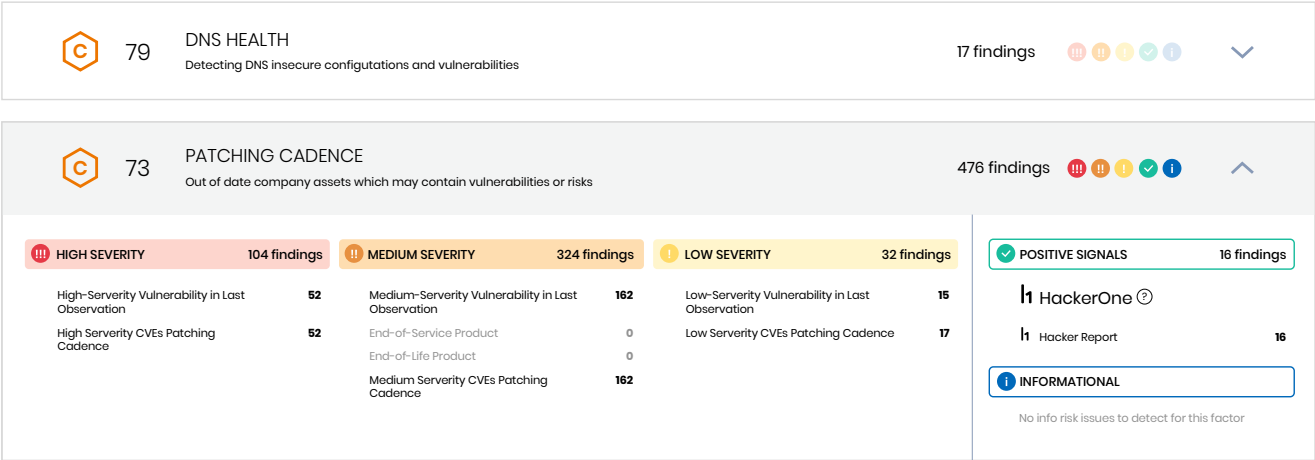 C 79 DNS HEALTH 17 findings !!! !! ! i
Detecting DNS insecure configutations and vulnerabilities
C 73 PATCHING CADENCE 476 findings !!! !! ! i
Out of date company assets which may contain vulnerabilities or risks
!!! HIGH SEVERITY 104 findings
High-Serverity Vulnerability in Last 52
Observation
High Serverity CVEs Patching 52
Cadence
!! MEDIUM SEVERITY 324 findings
Medium-Serverity Vulnerability in Last 162
Observation
End-of-Service Product 0
End-of-Life Product 0
Medium Serverity CVEs Patching 162
Cadence
! LOW SEVERITY 32 findings
Low-Serverity Vulnerability in Last 15
Observation
Low Serverity CVEs Patching Cadence 17
POSITIVE SIGNALS 16 findings
l1 HackerOne ?
l1 Hacker Report 16
i INFORMATIONAL
No info risk issues to detect for this factor